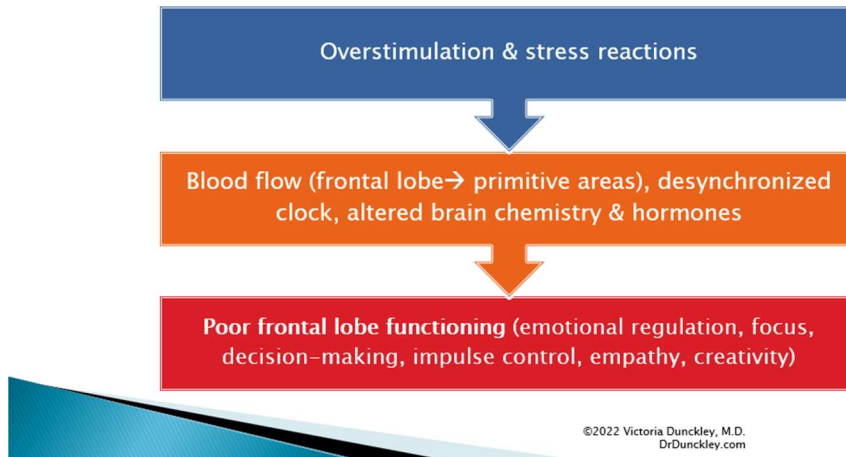 Overstimulation & stress reactions
Blood flow (frontal lobe→ primitive areas), desynchronized
clock, altered brain chemistry & hormones
Poor frontal lobe functioning (emotional regulation, focus,
decision-making, impulse control, empathy, creativity)
©2022 Victoria Dunckley, M.D.
DrDunckley.com